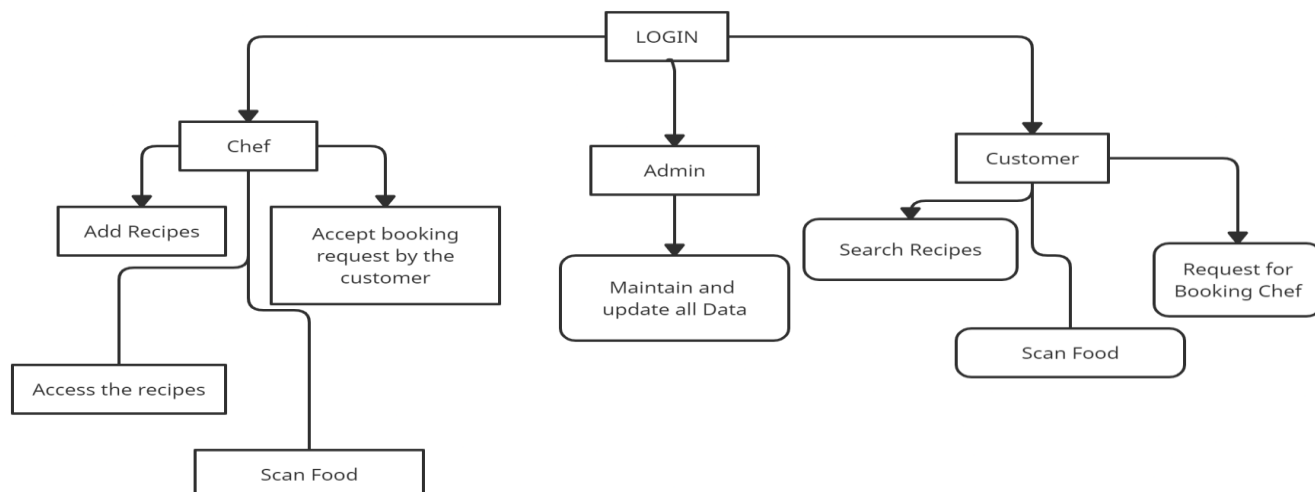 LOGIN
Chef
Admin
Customer
Add Recipes
Accept booking
request by the
customer
Search Recipes
Request for
Booking Chef
Maintain and
update all Data
Scan Food
Access the recipes
Scan Food